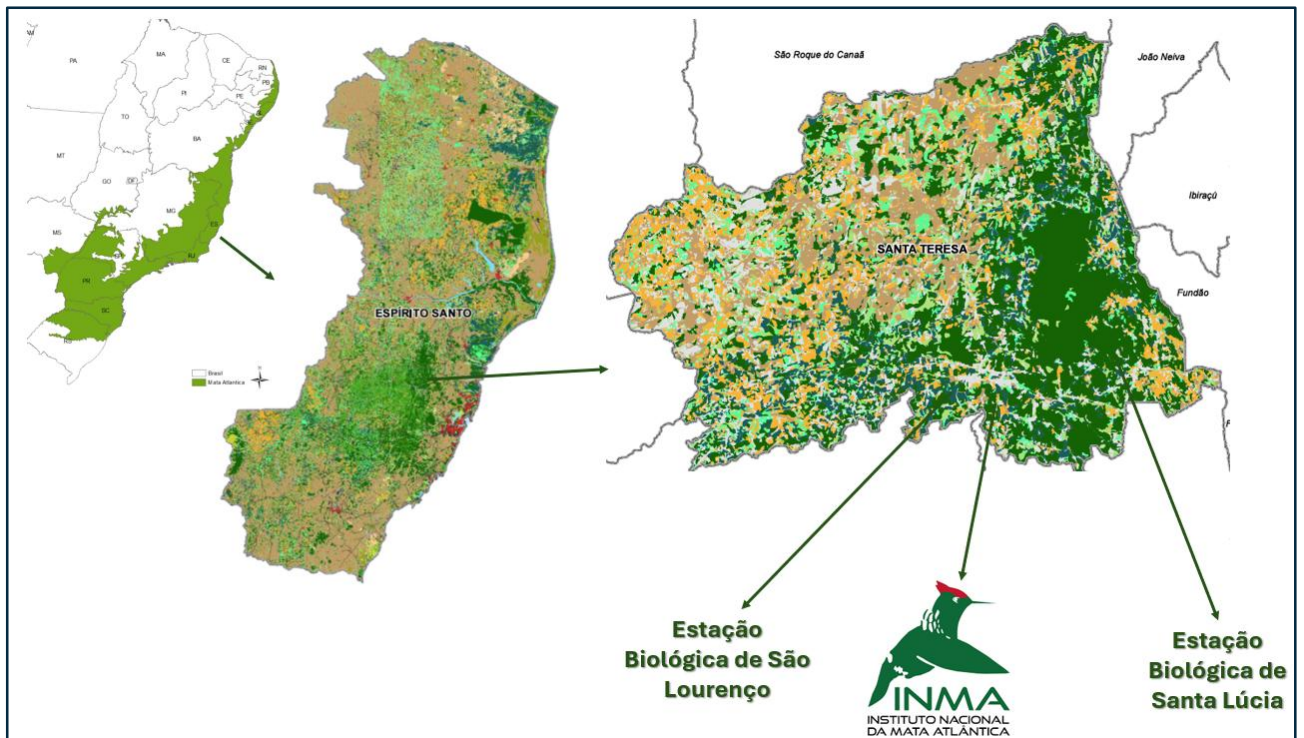 PA
MA
CE
RN
PB
PE
PI
TO
BA
MT
GO
DF
MG
ES
MS
RJ
PR
SC
RS
Brasil
Mata Atlântica
N
ESPÍRITO SANTO
São Roque do Canaã
João Neiva
Ibiraçú
SANTA TERESA
Fundão
Estação
Biológica de São
Lourenço
INMA
INSTITUTO NACIONAL
DA MATA ATLÂNTICA
Estação
Biológica de
Santa Lúcia